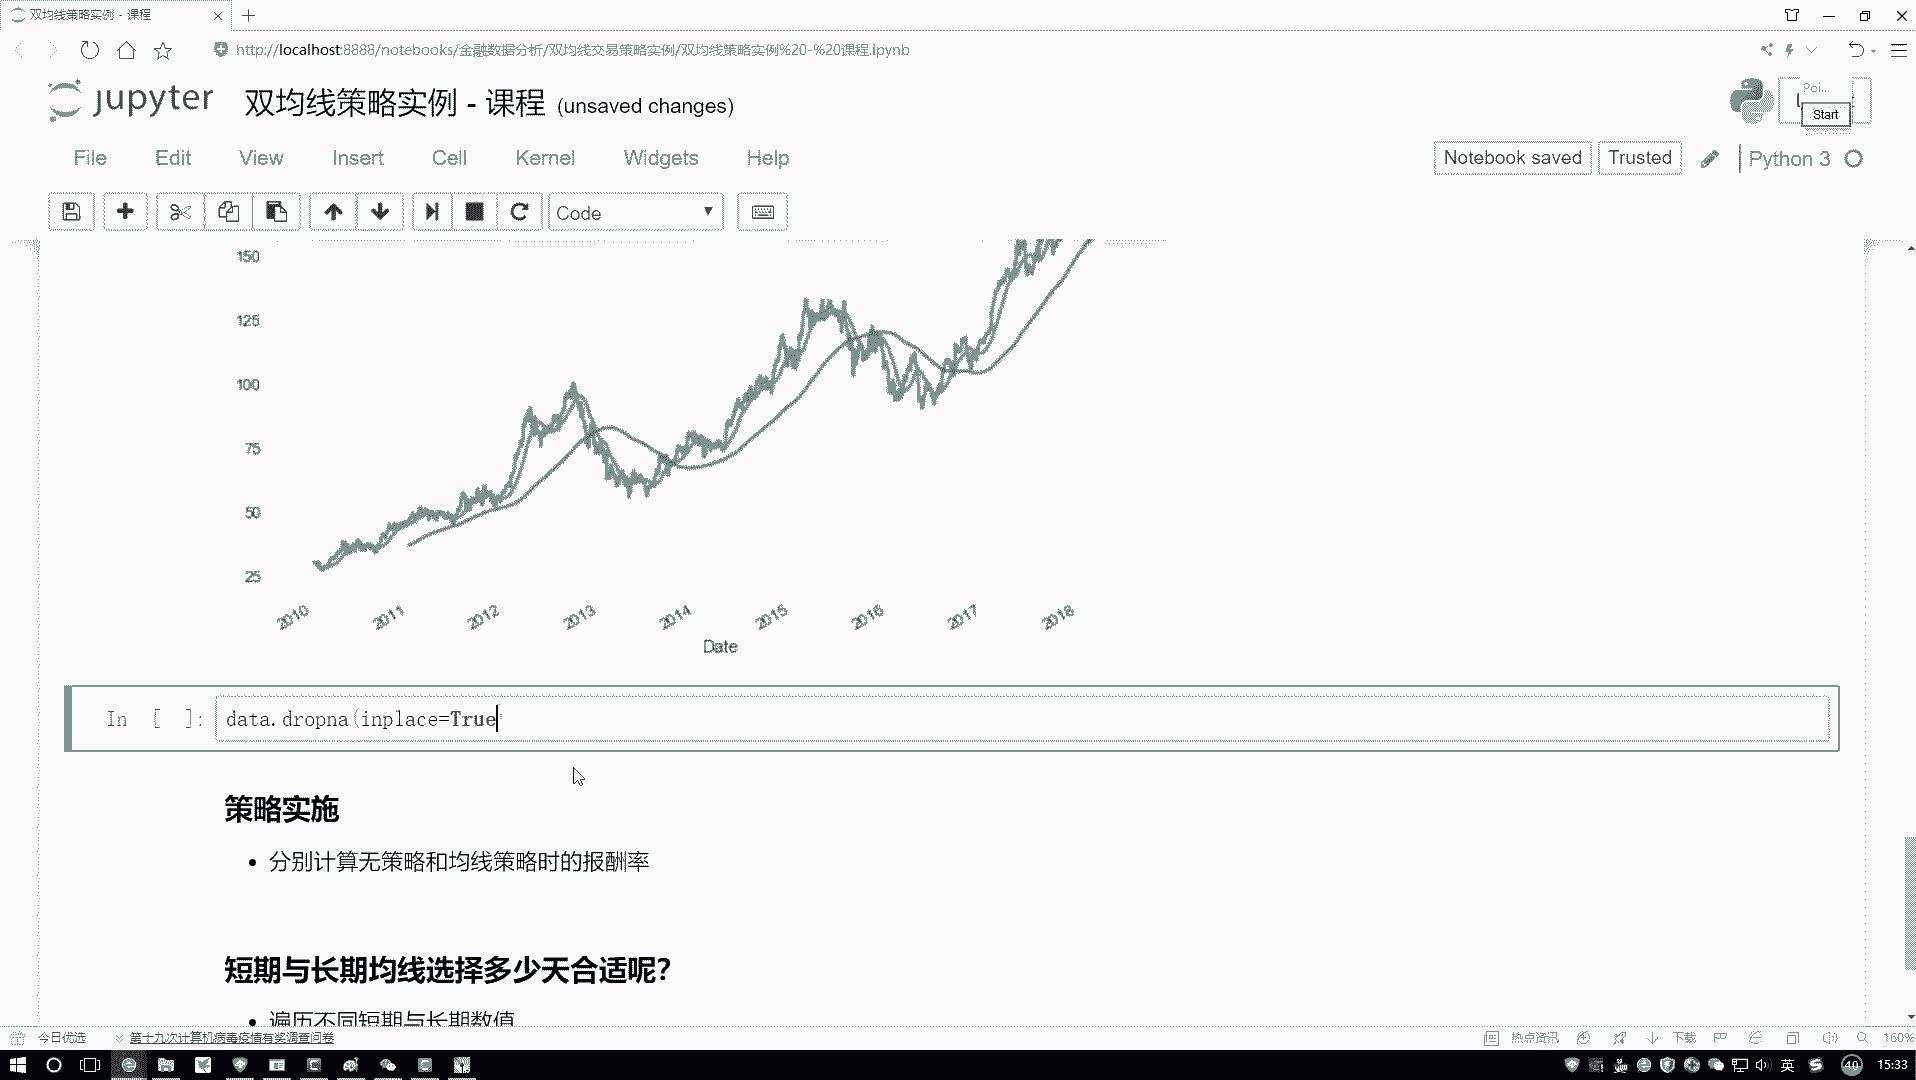 双均线策略实例 - 课程
http://localhost:8888/notebooks/金融数据分析/双均线交易策略实例/双均线策略实例%20-%20课程.ipynb
jupyter 双均线策略实例 - 课程 (unsaved changes)
Poi...
Start
File Edit View Insert Cell Kernel Widgets Help
Notebook saved Trusted Python 3
Code
150
125
100
75
50
25
2010 2011 2012 2013 2014 2015 2016 2017 2018
Date
In [ ]: data.dropna(inplace=True
策略实施
• 分别计算无策略和均线策略时的报酬率
短期与长期均线选择多少天合适呢?
• 遍历不同短期与长期数值
今日优选 第十九次计算机病毒疫情有奖调查问卷 热点资讯 下载 160%
英 40 15:33